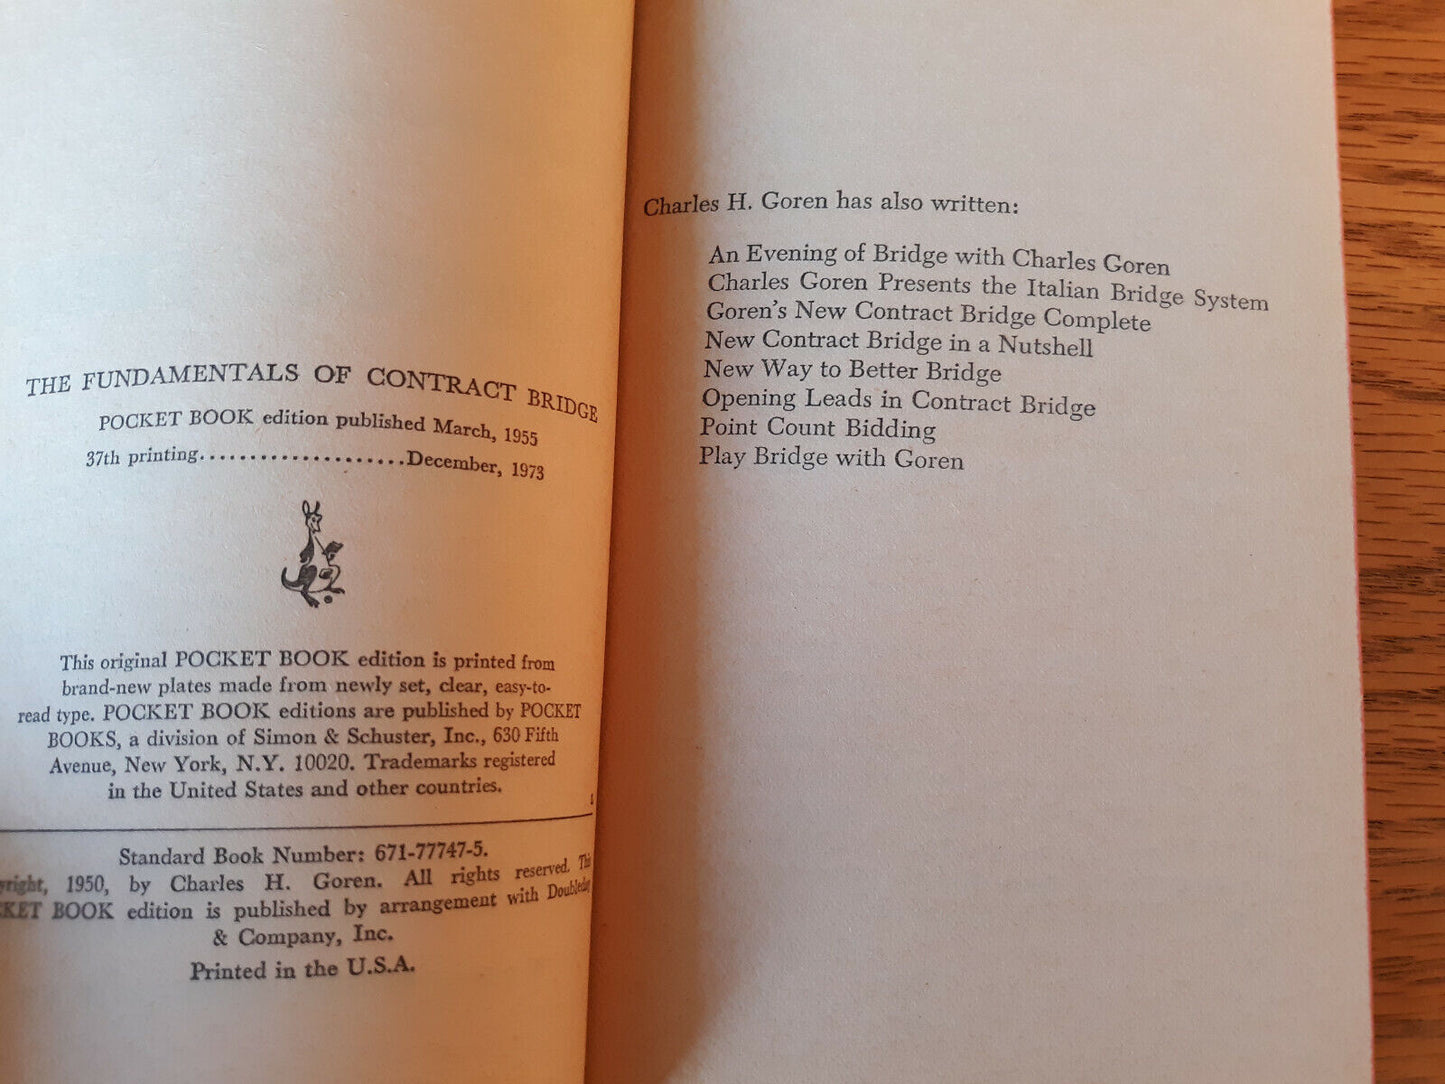 THE FUNDAMENTALS OF CONTRACT BRIDGE
POCKET BOOK edition published March, 1955
37th printing....................December, 1973
This original POCKET BOOK edition is printed from
brand-new plates made from newly set, clear, easy-to-
read type. POCKET BOOK editions are published by POCKET
BOOKS, a division of Simon & Schuster, Inc., 630 Fifth
Avenue, New York, N.Y. 10020. Trademarks registered
in the United States and other countries.
L
Standard Book Number: 671-77747-5.
yright, 1950, by Charles H. Goren. All rights reserved. This
KET BOOK edition is published by arrangement with Doubleday
& Company, Inc.
Printed in the U.S.A.
Charles H. Goren has also written:
An Evening of Bridge with Charles Goren
Charles Goren Presents the Italian Bridge System
Goren's New Contract Bridge Complete
New Contract Bridge in a Nutshell
New Way to Better Bridge
Opening Leads in Contract Bridge
Point Count Bidding
Play Bridge with Goren